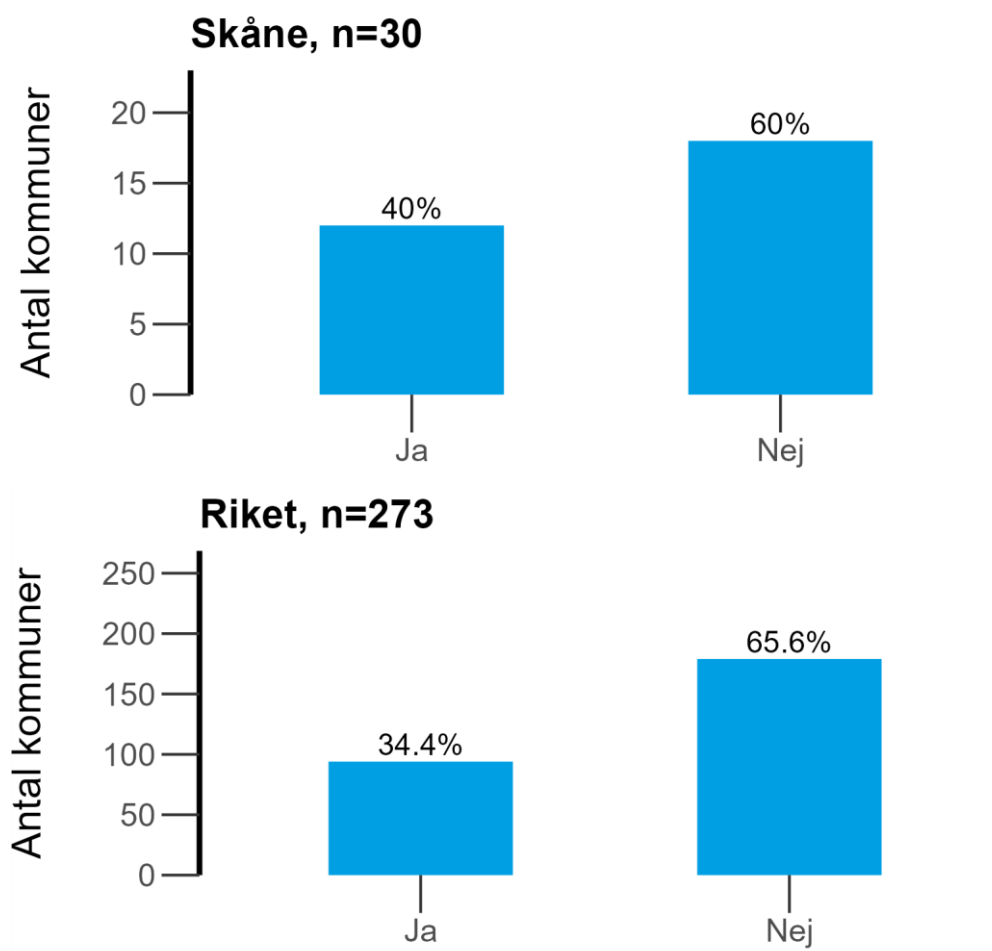 Skåne, n=30
Antal kommuner
20
15
10
5
0
40%
60%
Ja
Nej
Riket, n=273
Antal kommuner
250
200
150
100
50
0
34.4%
65.6%
Ja
Nej